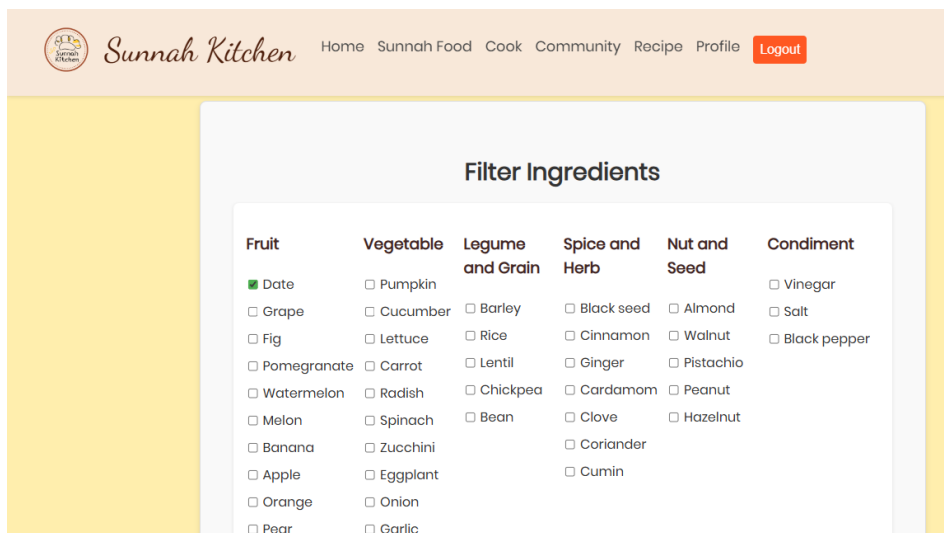 Sunnah Kitchen
Sunnah Kitchen Home Sunnah Food Cook Community Recipe Profile Logout
Filter Ingredients
Fruit
Date
Grape
Fig
Pomegranate
Watermelon
Melon
Banana
Apple
Orange
Pear
Vegetable
Pumpkin
Cucumber
Lettuce
Carrot
Radish
Spinach
Zucchini
Eggplant
Onion
Garlic
Legume
and Grain
Barley
Rice
Lentil
Chickpea
Bean
Spice and
Herb
Black seed
Cinnamon
Ginger
Cardamom
Clove
Coriander
Cumin
Nut and
Seed
Almond
Walnut
Pistachio
Peanut
Hazelnut
Condiment
Vinegar
Salt
Black pepper